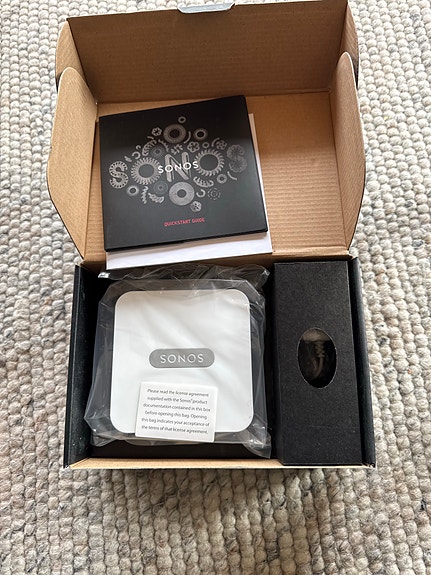 SONOS
SONOS
QUICKSTART GUIDE
SONOS
Please read the license agreement
supplied with the Sonos® product
documentation contained in this box
before opening this bag. Opening
this bag indicates your acceptance of
the terms of that license agreement.